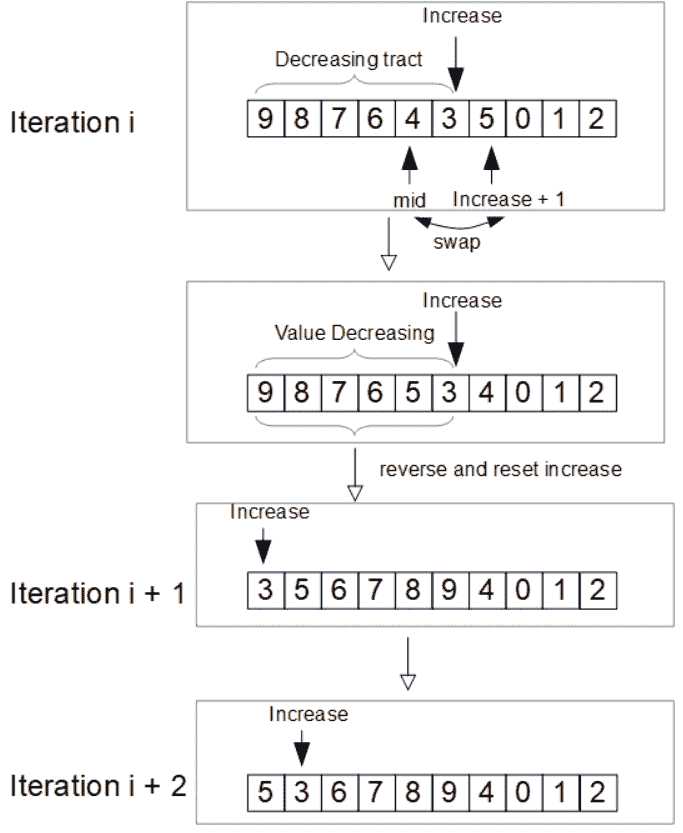 Increase
Decreasing tract
Iteration i
9 8 7 6 4 3 5 0 1 2
mid Increase + 1
swap
Increase
Value Decreasing
9 8 7 6 5 3 4 0 1 2
reverse and reset increase
Increase
Iteration i + 1
3 5 6 7 8 9 4 0 1 2
Increase
Iteration i + 2
5 3 6 7 8 9 4 0 1 2